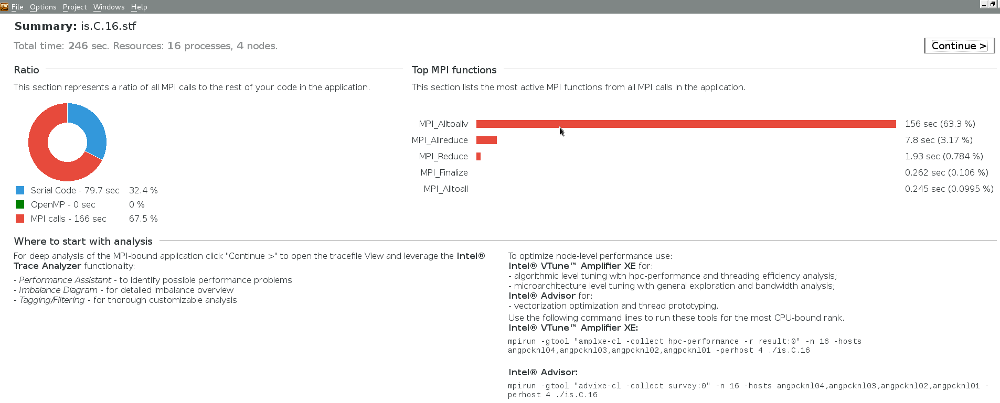 ITAC File Options Project Windows Help
Summary: is.C.16.stf
Total time: 246 sec. Resources: 16 processes, 4 nodes.
Continue >
Ratio
This section represents a ratio of all MPI calls to the rest of your code in the application.
Serial Code - 79.7 sec 32.4 %
OpenMP - 0 sec 0 %
MPI calls - 166 sec 67.5 %
Top MPI functions
This section lists the most active MPI functions from all MPI calls in the application.
MPI_Alltoallv 156 sec (63.3 %)
MPI_Allreduce 7.8 sec (3.17 %)
MPI_Reduce 1.93 sec (0.784 %)
MPI_Finalize 0.262 sec (0.106 %)
MPI_Alltoall 0.245 sec (0.0995 %)
Where to start with analysis
For deep analysis of the MPI-bound application click "Continue >" to open the tracefile View and leverage the Intel®
Trace Analyzer functionality:
- Performance Assistant - to identify possible performance problems
- Imbalance Diagram - for detailed imbalance overview
- Tagging/Filtering - for thorough customizable analysis
To optimize node-level performance use:
Intel® VTune™ Amplifier XE for:
- algorithmic level tuning with hpc-performance and threading efficiency analysis;
- microarchitecture level tuning with general exploration and bandwidth analysis;
Intel® Advisor for:
- vectorization optimization and thread prototyping.
Use the following command lines to run these tools for the most CPU-bound rank.
Intel® VTune™ Amplifier XE:
mpirun -gtool "amplxe-cl -collect hpc-performance -r result:0" -n 16 -hosts
angpcknl04,angpcknl03,angpcknl02,angpcknl01 -perhost 4 ./is.C.16
Intel® Advisor:
mpirun -gtool "advixe-cl -collect survey:0" -n 16 -hosts angpcknl04,angpcknl03,angpcknl02,angpcknl01 -
perhost 4 ./is.C.16